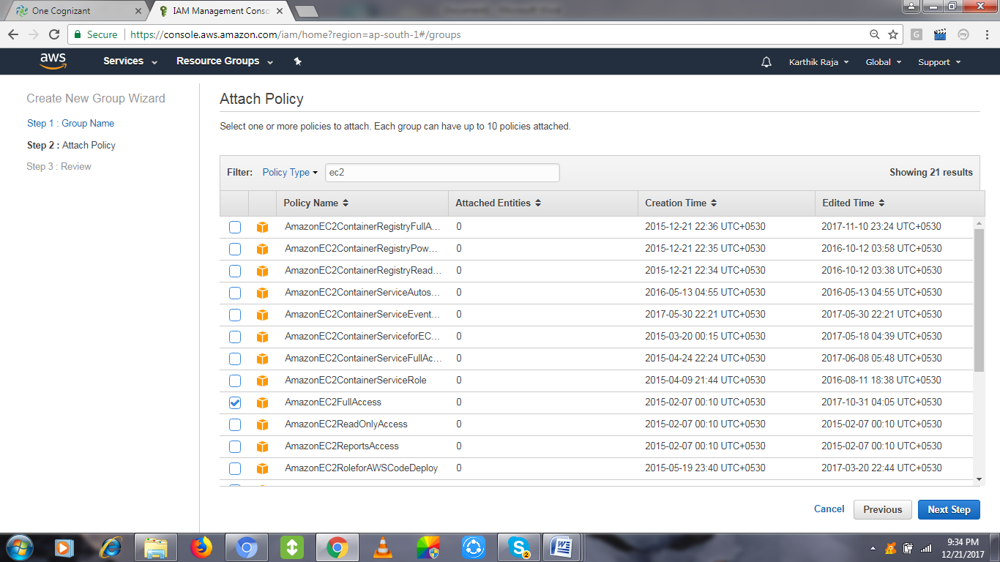 One Cognizant
IAM Management Conso
Secure
https://console.aws.amazon.com/iam/home?region=ap-south-1#/groups
aws
Services
Resource Groups
Karthik Raja
Global
Support
Create New Group Wizard
Step 1 : Group Name
Step 2 : Attach Policy
Step 3 : Review
Attach Policy
Select one or more policies to attach. Each group can have up to 10 policies attached.
Filter: Policy Type ec2 Showing 21 results
Policy Name Attached Entities Creation Time Edited Time
AmazonEC2ContainerRegistryFullA... 0 2015-12-21 22:36 UTC+0530 2017-11-10 23:24 UTC+0530
AmazonEC2ContainerRegistryPow... 0 2015-12-21 22:35 UTC+0530 2016-10-12 03:58 UTC+0530
AmazonEC2ContainerRegistryRead... 0 2015-12-21 22:34 UTC+0530 2016-10-12 03:38 UTC+0530
AmazonEC2ContainerServiceAutos... 0 2016-05-13 04:55 UTC+0530 2016-05-13 04:55 UTC+0530
AmazonEC2ContainerServiceEvent... 0 2017-05-30 22:21 UTC+0530 2017-05-30 22:21 UTC+0530
AmazonEC2ContainerServiceforEC... 0 2015-03-20 00:15 UTC+0530 2017-05-18 04:39 UTC+0530
AmazonEC2ContainerServiceFullAc... 0 2015-04-24 22:24 UTC+0530 2017-06-08 05:48 UTC+0530
AmazonEC2ContainerServiceRole 0 2015-04-09 21:44 UTC+0530 2016-08-11 18:38 UTC+0530
AmazonEC2FullAccess 0 2015-02-07 00:10 UTC+0530 2017-10-31 04:05 UTC+0530
AmazonEC2ReadOnlyAccess 0 2015-02-07 00:10 UTC+0530 2015-02-07 00:10 UTC+0530
AmazonEC2ReportsAccess 0 2015-02-07 00:10 UTC+0530 2015-02-07 00:10 UTC+0530
AmazonEC2RoleforAWSCodeDeploy 0 2015-05-19 23:40 UTC+0530 2017-03-20 22:44 UTC+0530
Cancel Previous Next Step
9:34 PM
12/21/2017